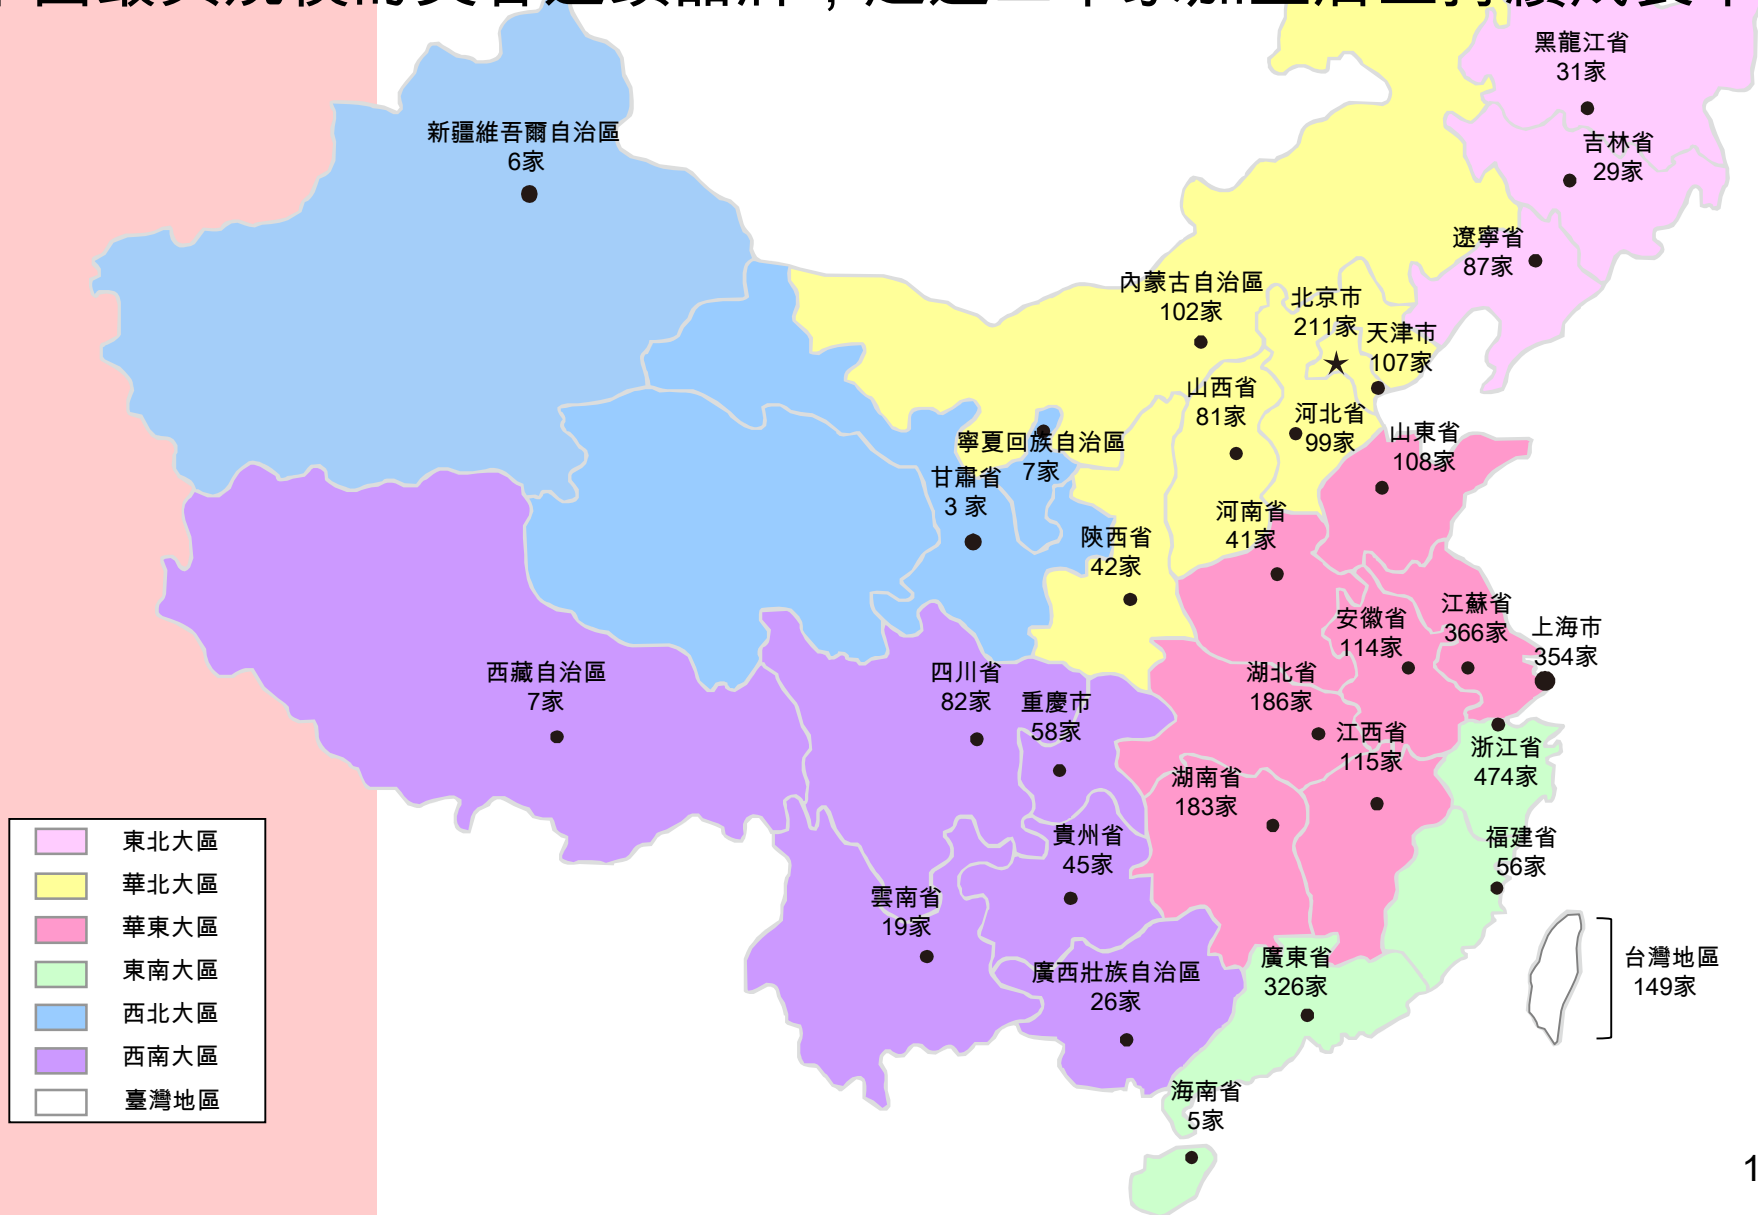 黑龍江省
31家
新疆維吾爾自治區
6家
吉林省
29家
遼寧省
87家
內蒙古自治區
102家
北京市
211家
天津市
107家
山西省
81家
河北省
99家
山東省
108家
寧夏回族自治區
7家
甘肅省
3 家
河南省
41家
陝西省
42家
安徽省
114家
江蘇省
366家
上海市
354家
西藏自治區
7家
四川省
82家
重慶市
58家
湖北省
186家
江西省
115家
浙江省
474家
湖南省
183家
貴州省
45家
福建省
56家
雲南省
19家
廣西壯族自治區
26家
廣東省
326家
台灣地區
149家
海南省
5家
東北大區
華北大區
華東大區
東南大區
西北大區
西南大區
臺灣地區
1